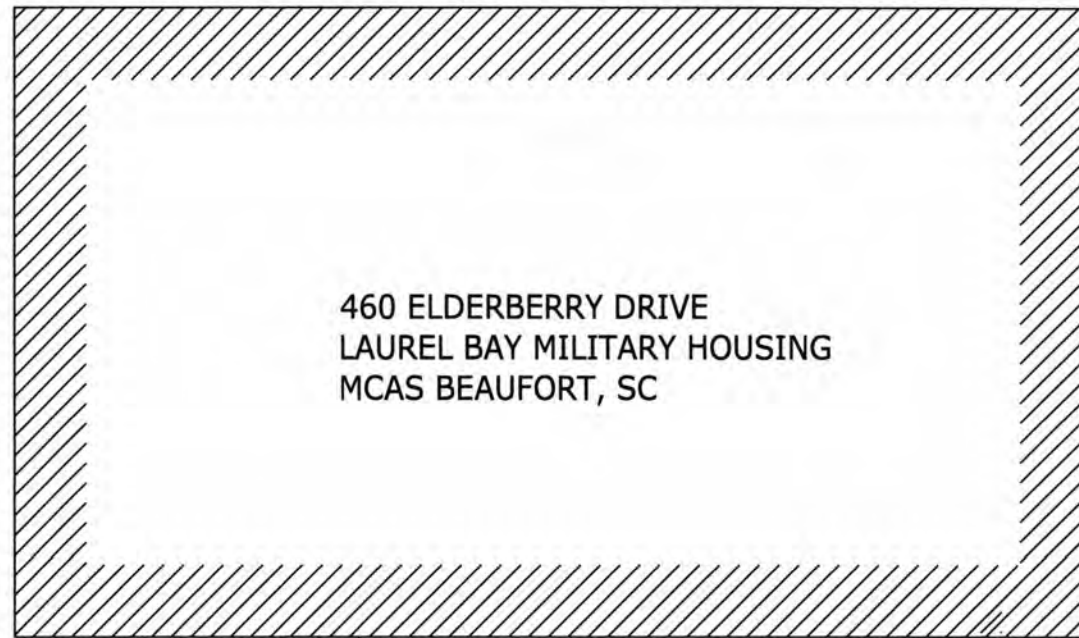 460 ELDERBERRY DRIVE
LAUREL BAY MILITARY HOUSING
MCAS BEAUFORT, SC